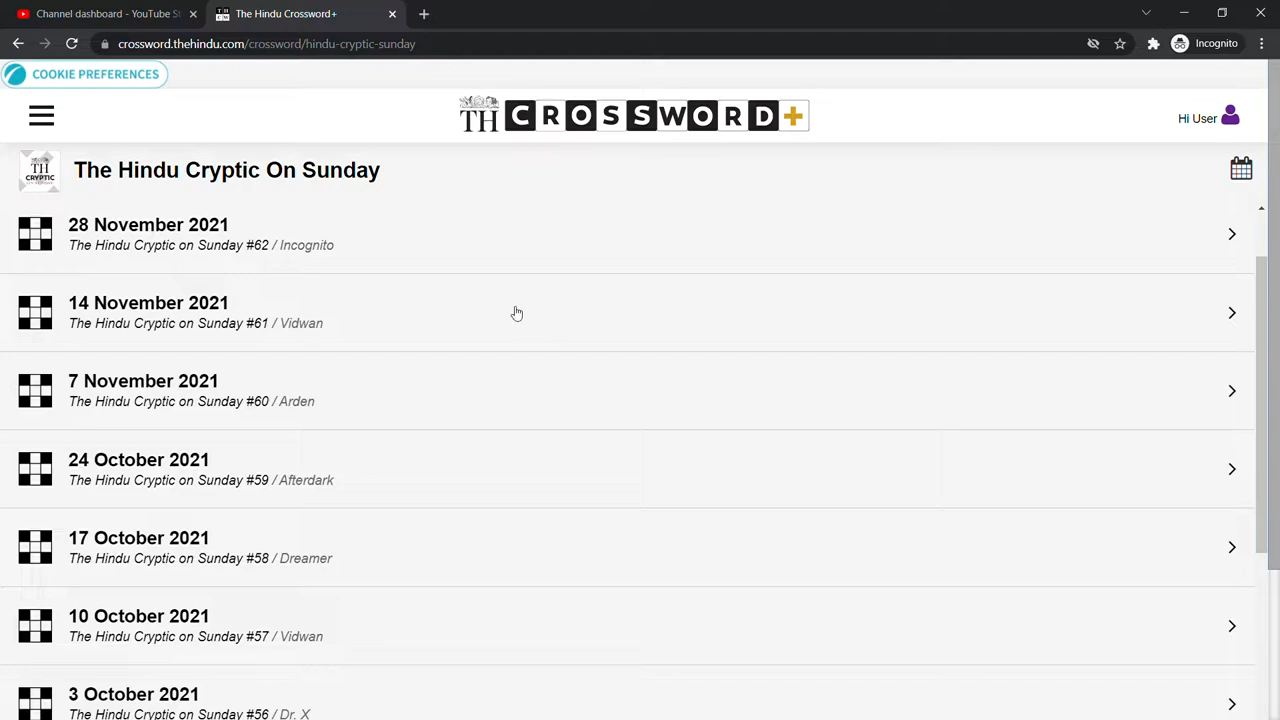 Channel dashboard - YouTube St
The Hindu Crossword+
crossword.thehindu.com/crossword/hindu-cryptic-sunday
Incognito
COOKIE PREFERENCES
TH CROSSWORD+
Hi User
TH CRYPTIC ON SUNDAY
The Hindu Cryptic On Sunday
28 November 2021
The Hindu Cryptic on Sunday #62 / Incognito
14 November 2021
The Hindu Cryptic on Sunday #61 / Vidwan
7 November 2021
The Hindu Cryptic on Sunday #60 / Arden
24 October 2021
The Hindu Cryptic on Sunday #59 / Afterdark
17 October 2021
The Hindu Cryptic on Sunday #58 / Dreamer
10 October 2021
The Hindu Cryptic on Sunday #57 / Vidwan
3 October 2021
The Hindu Cryptic on Sunday #56 / Dr. X